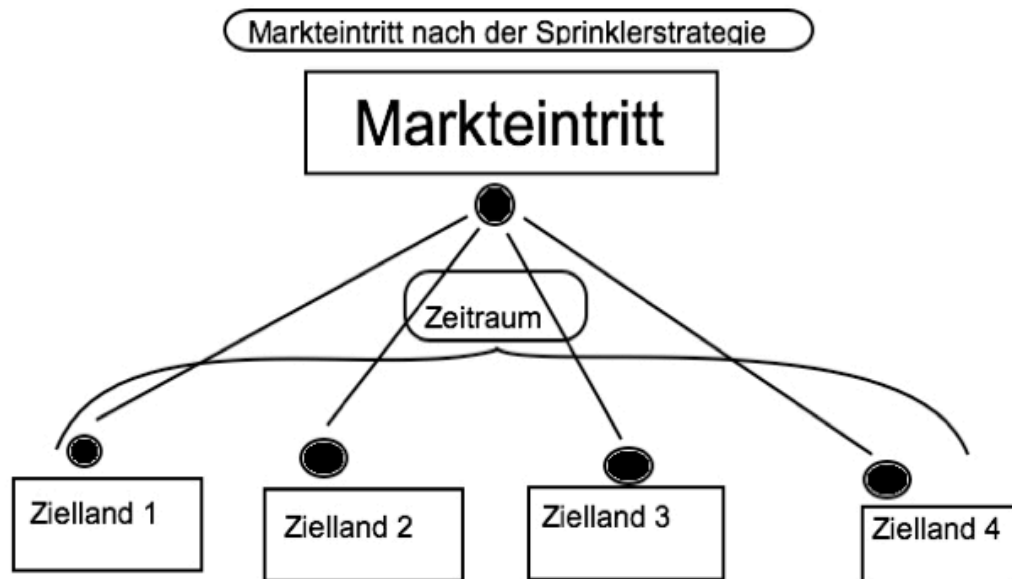 Markteintritt nach der Sprinklerstrategie
Markteintritt
Zeitraum
Zielland 1
Zielland 2
Zielland 3
Zielland 4